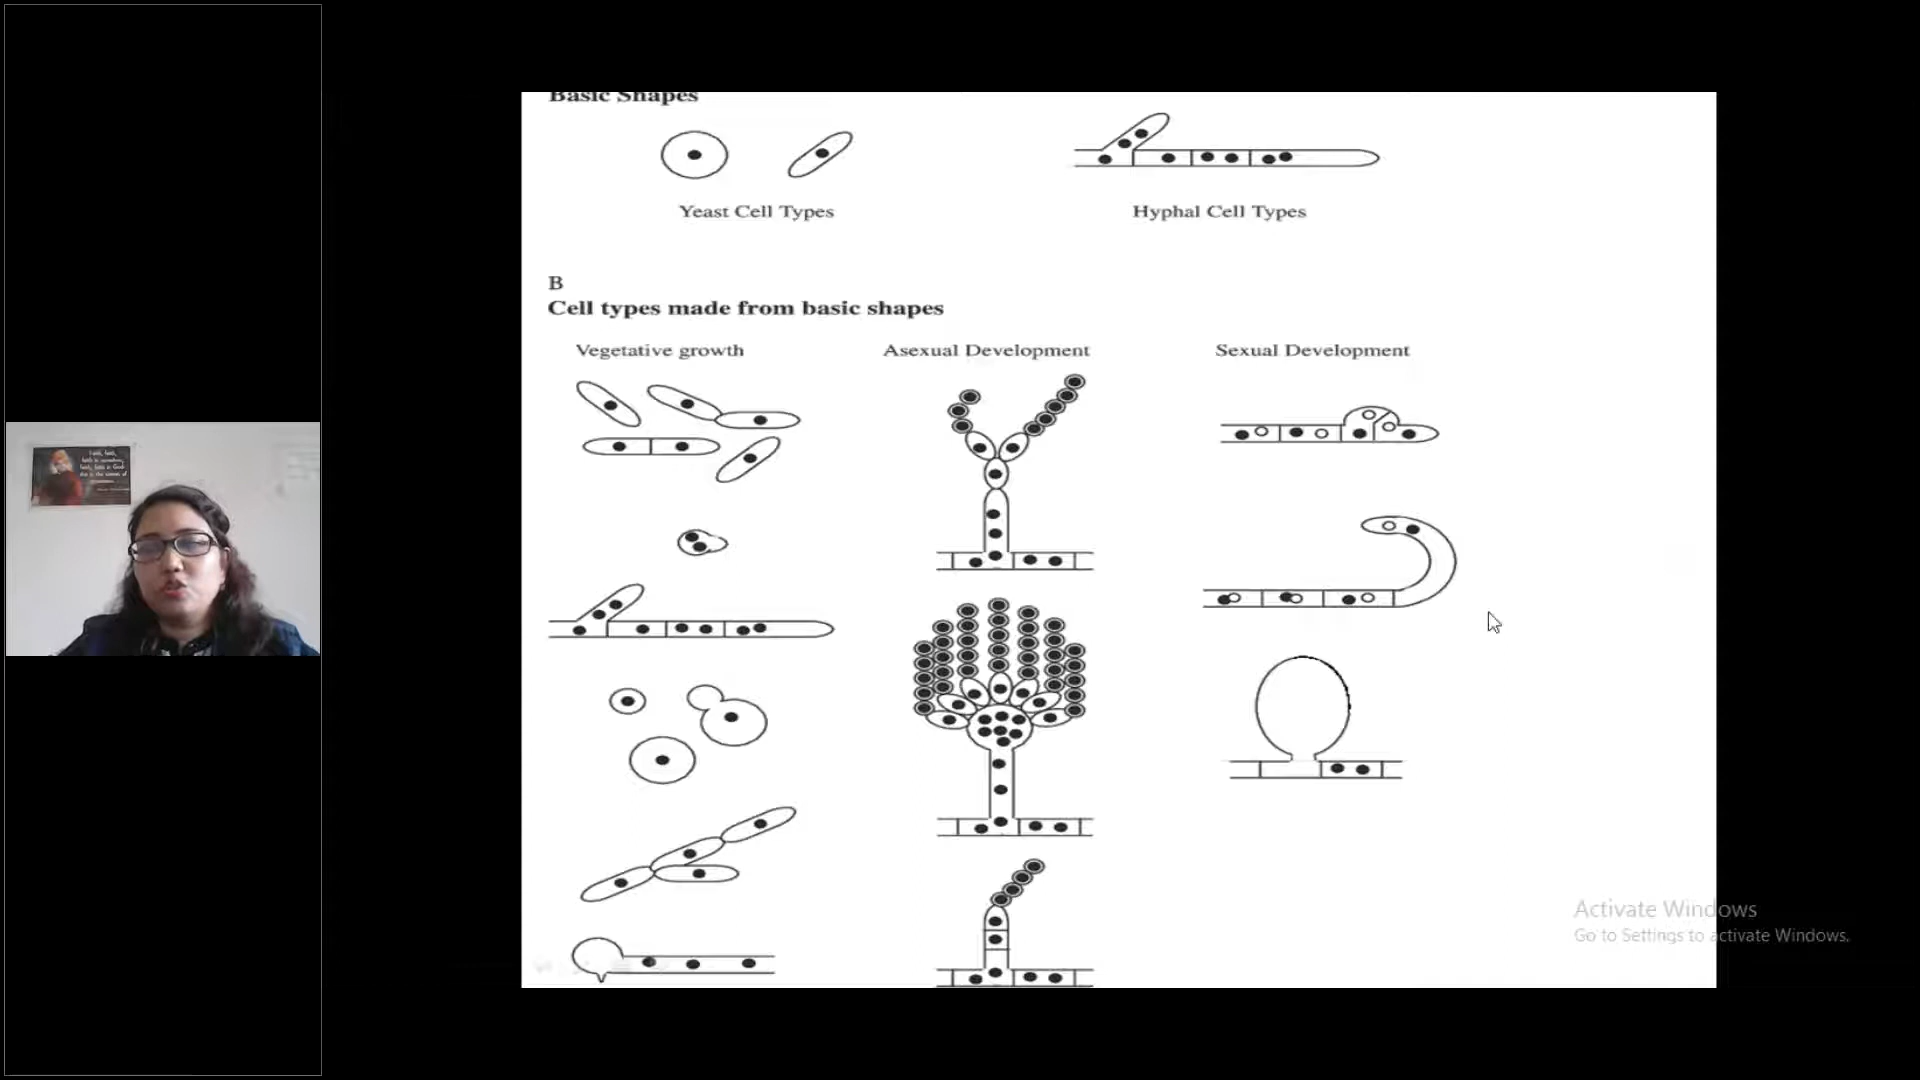 Basic Shapes
Yeast Cell Types
Hyphal Cell Types
B
Cell types made from basic shapes
Vegetative growth
Asexual Development
Sexual Development
Activate Windows
Go to Settings to activate Windows.